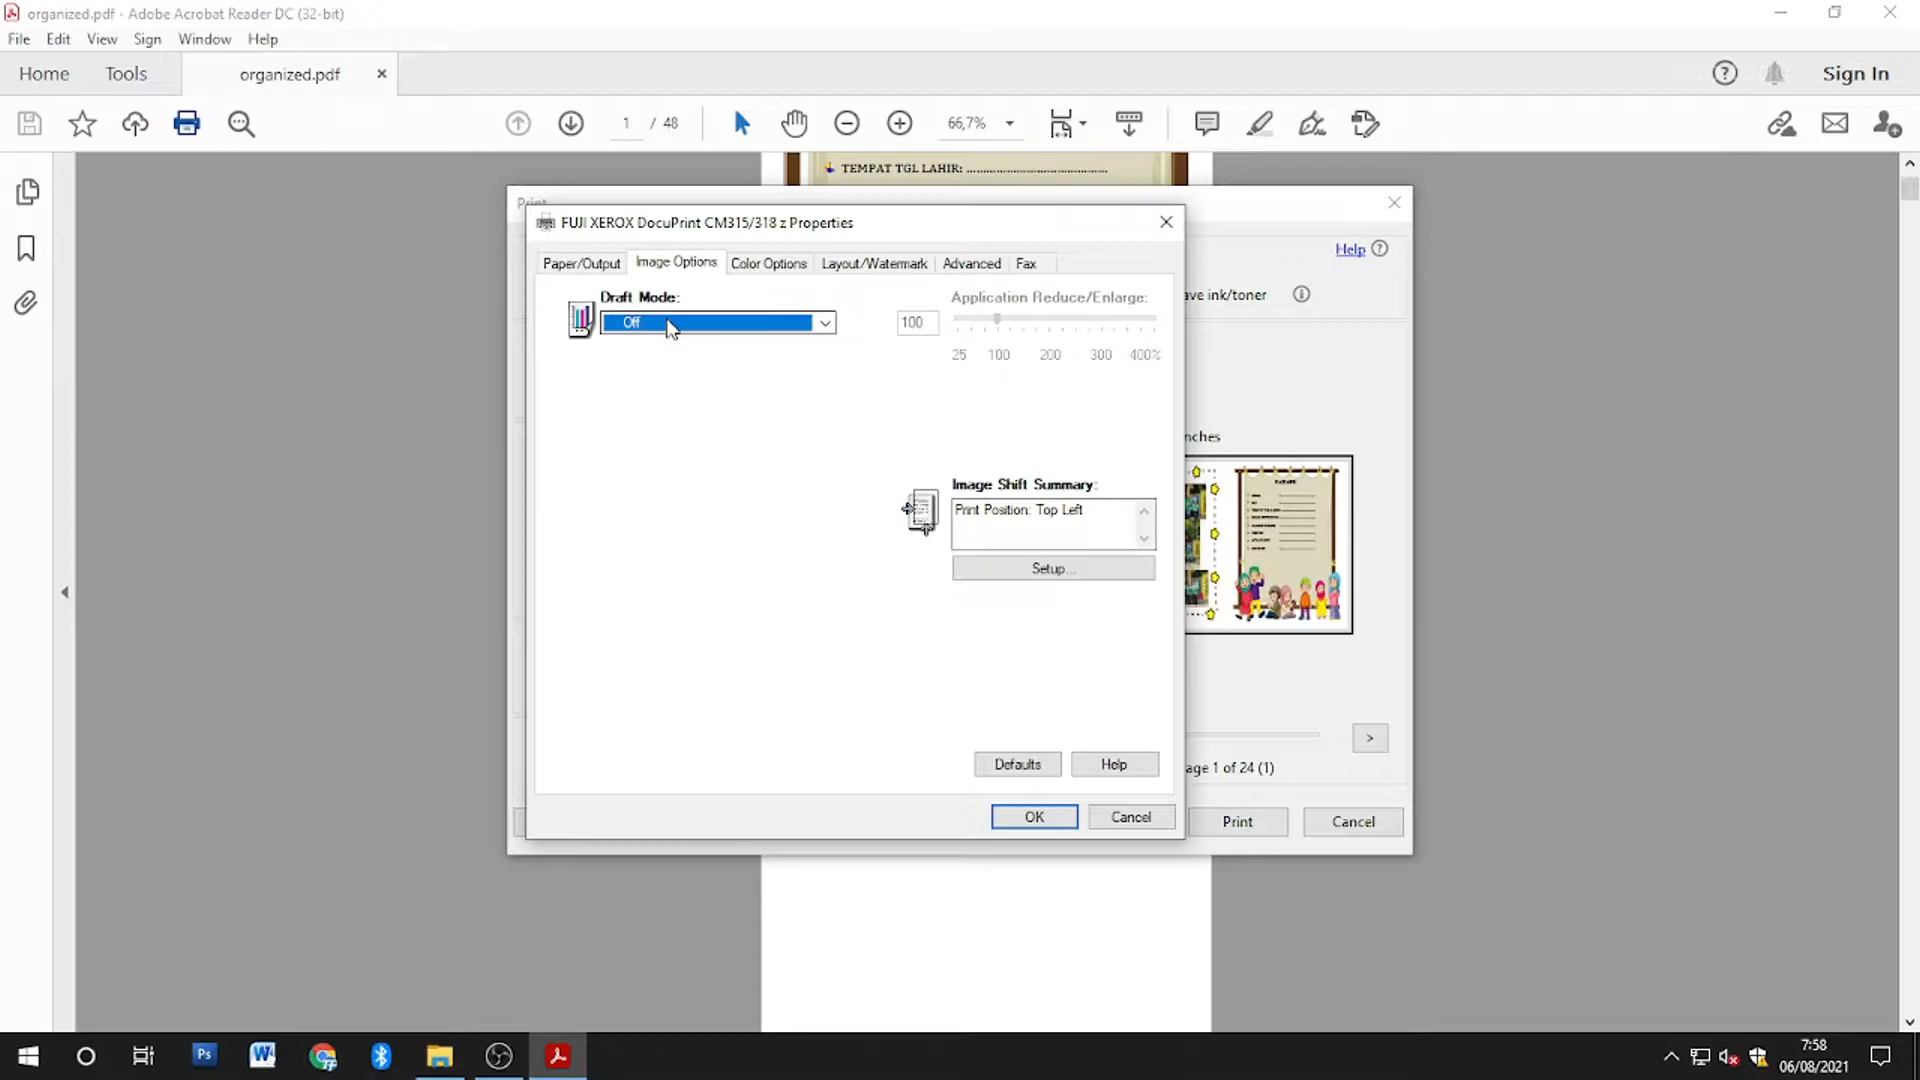 organized.pdf - Adobe Acrobat Reader DC (32-bit)
File Edit View Sign Window Help
Home Tools organized.pdf × Sign In
1 / 48 66,7%
TEMPAT TGL LAHIR: ...............................................
Print
FUJI XEROX DocuPrint CM315/318 z Properties
Help
Paper/Output Image Options Color Options Layout/Watermark Advanced Fax
ave ink/toner
Draft Mode:
Off
Application Reduce/Enlarge:
100
25 100 200 300 400%
nches
Image Shift Summary:
Print Position: Top Left
Setup...
>
Defaults Help
age 1 of 24 (1)
OK Cancel
Print Cancel
7:58
06/08/2021